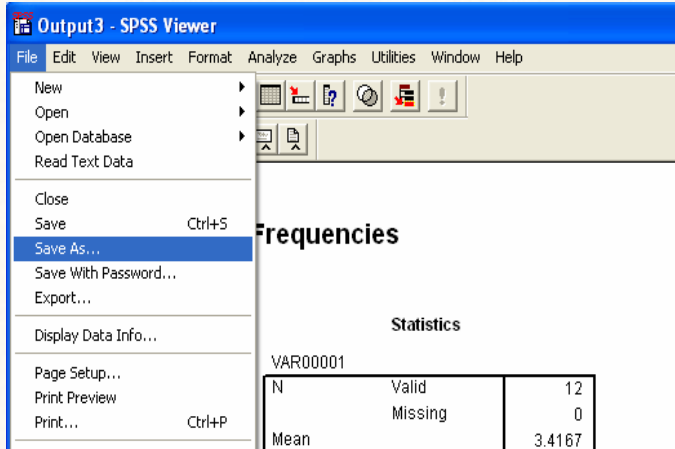 Output3 - SPSS Viewer
File Edit View Insert Format Analyze Graphs Utilities Window Help
New
Open
Open Database
Read Text Data
Close
Save Ctrl+S
Save As...
Save With Password...
Export...
Display Data Info...
Page Setup...
Print Preview
Print... Ctrl+P
Frequencies
Statistics
VAR00001
N Valid 12
Missing 0
Mean 3.4167